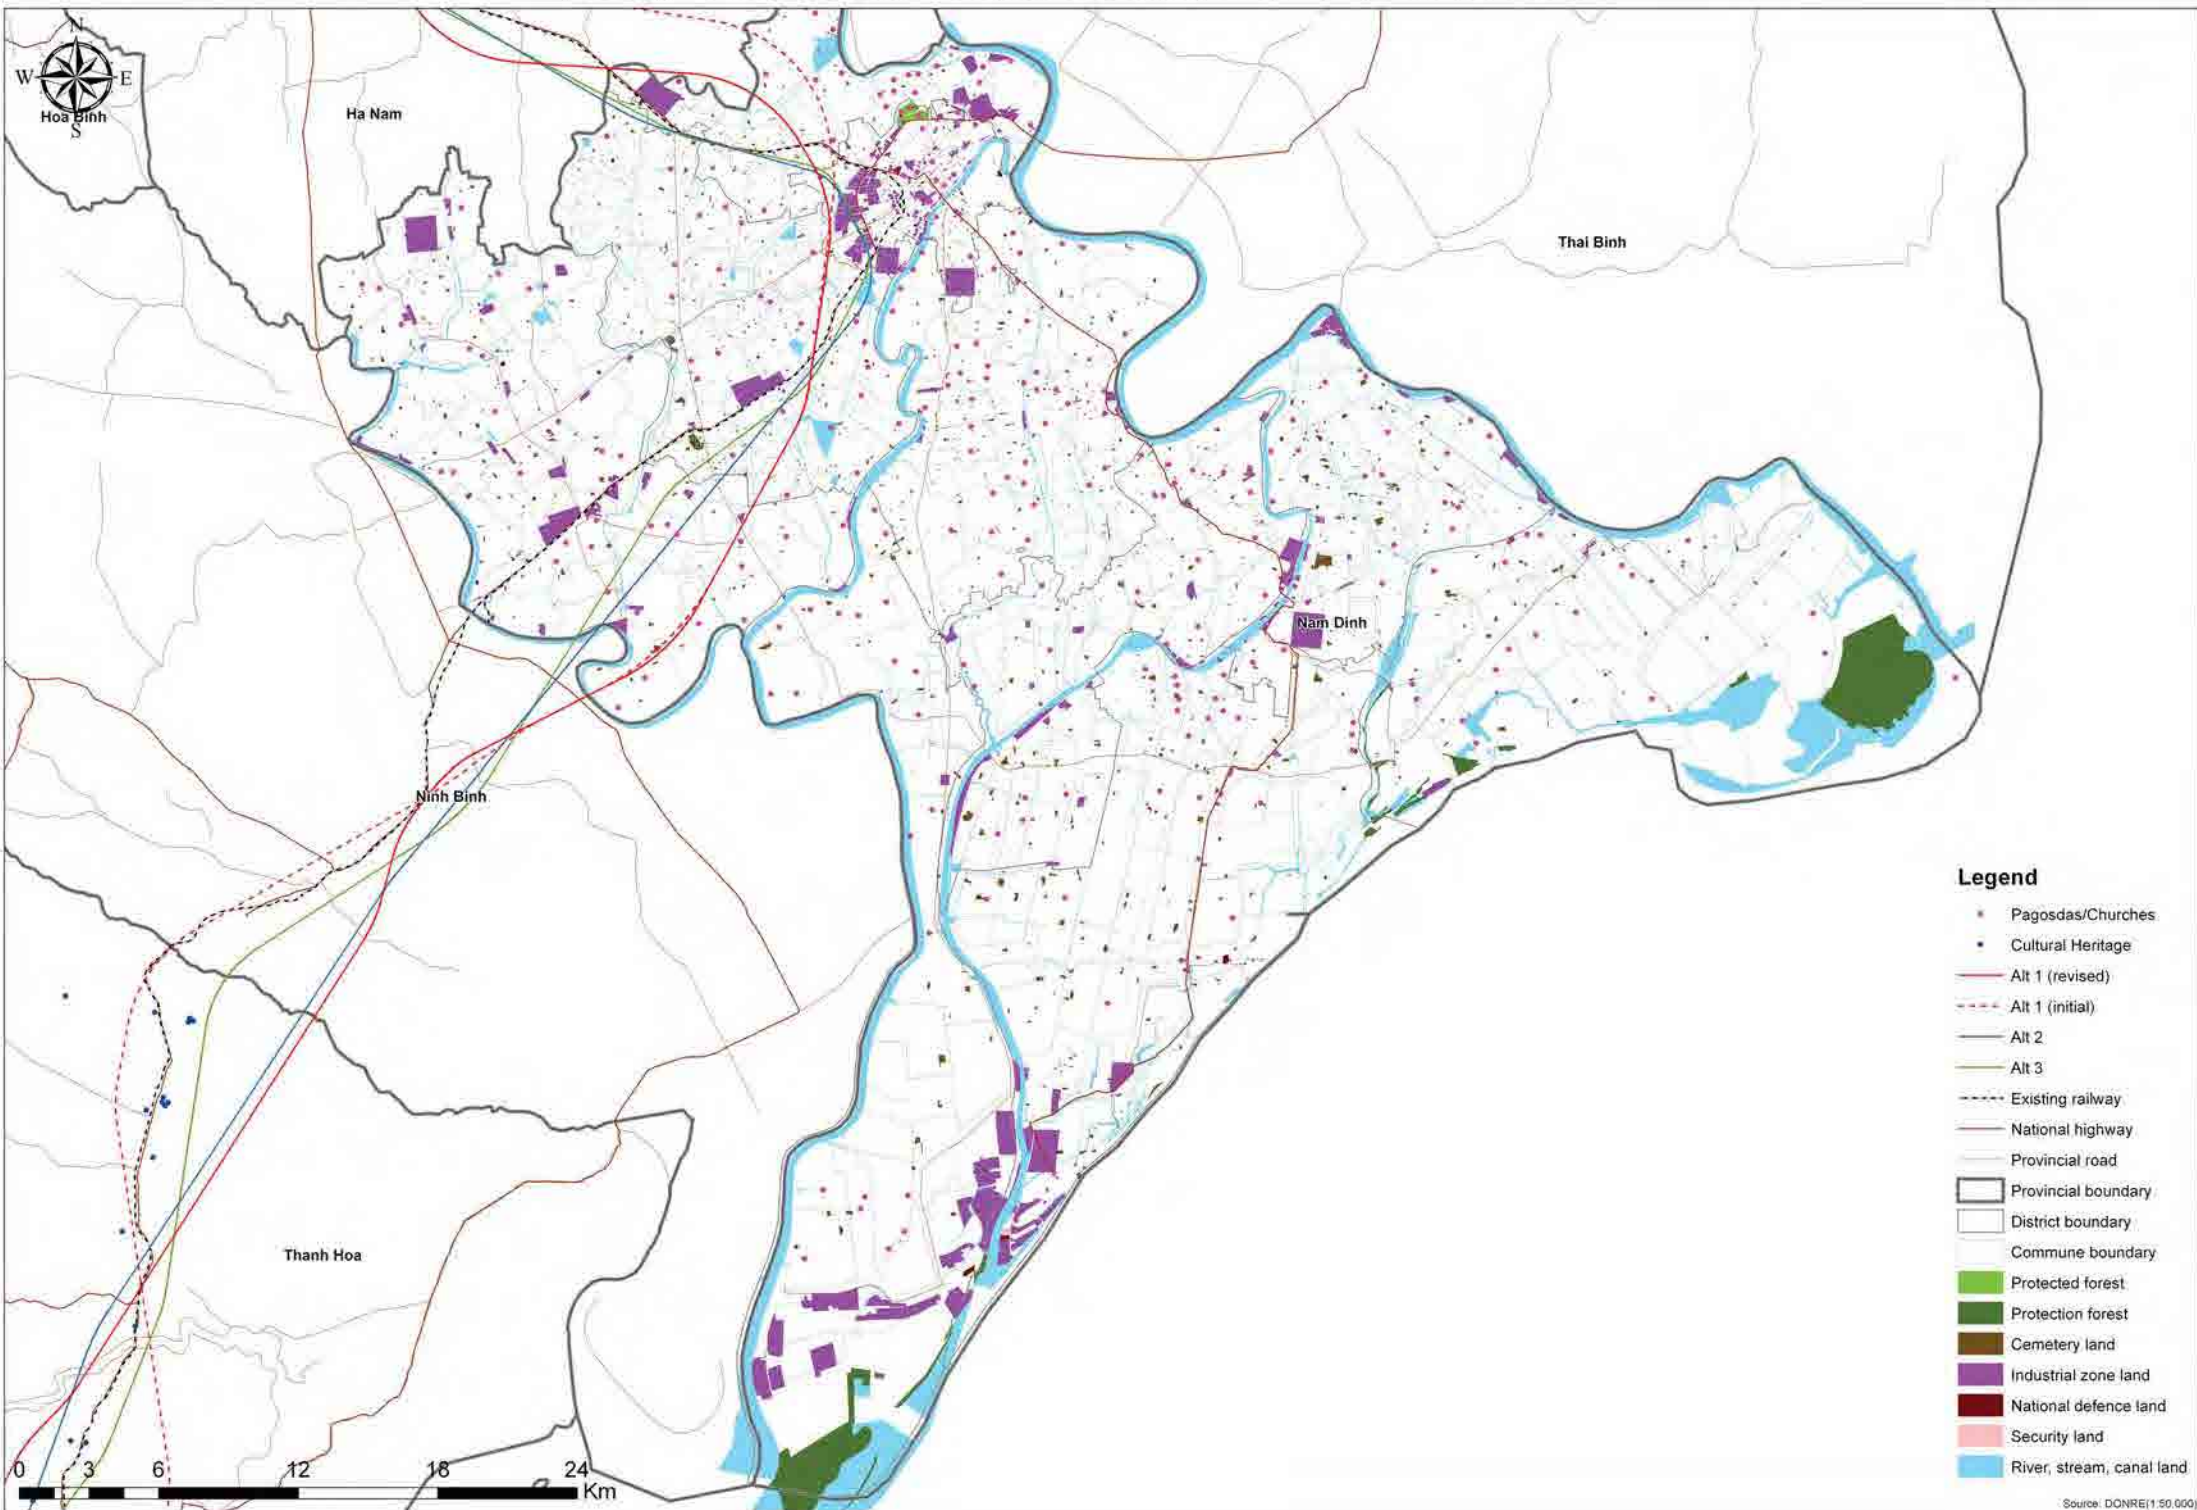 N
W E
S
Hoa Binh
Ha Nam
Thai Binh
Nam Dinh
Ninh Binh
Thanh Hoa
Legend
Pagosdas/Churches
Cultural Heritage
Alt 1 (revised)
Alt 1 (initial)
Alt 2
Alt 3
Existing railway
National highway
Provincial road
Provincial boundary
District boundary
Commune boundary
Protected forest
Protection forest
Cemetery land
Industrial zone land
National defence land
Security land
River, stream, canal land
0 3 6 12 18 24
Km
Source: DONRE(1:50,000)